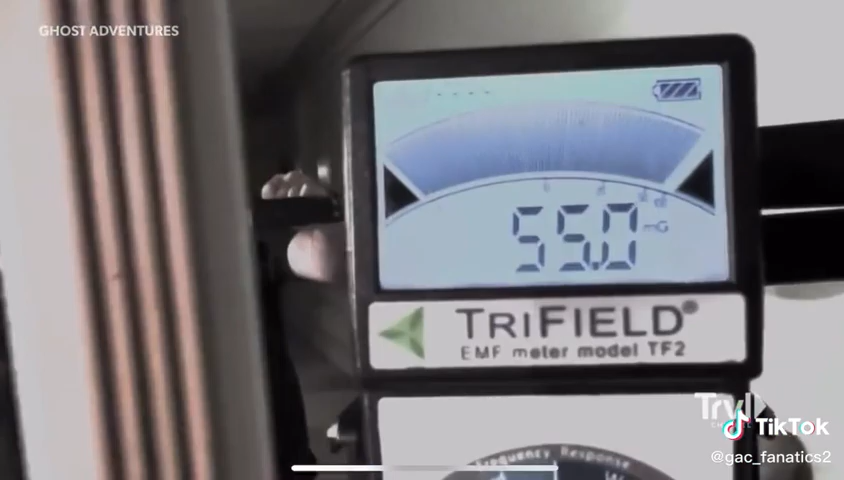 GHOST ADVENTURES
55.0 mG
TRIFIELD®
EMF meter model TF2
Frequency Response
TikTok
@gac_fanatics2